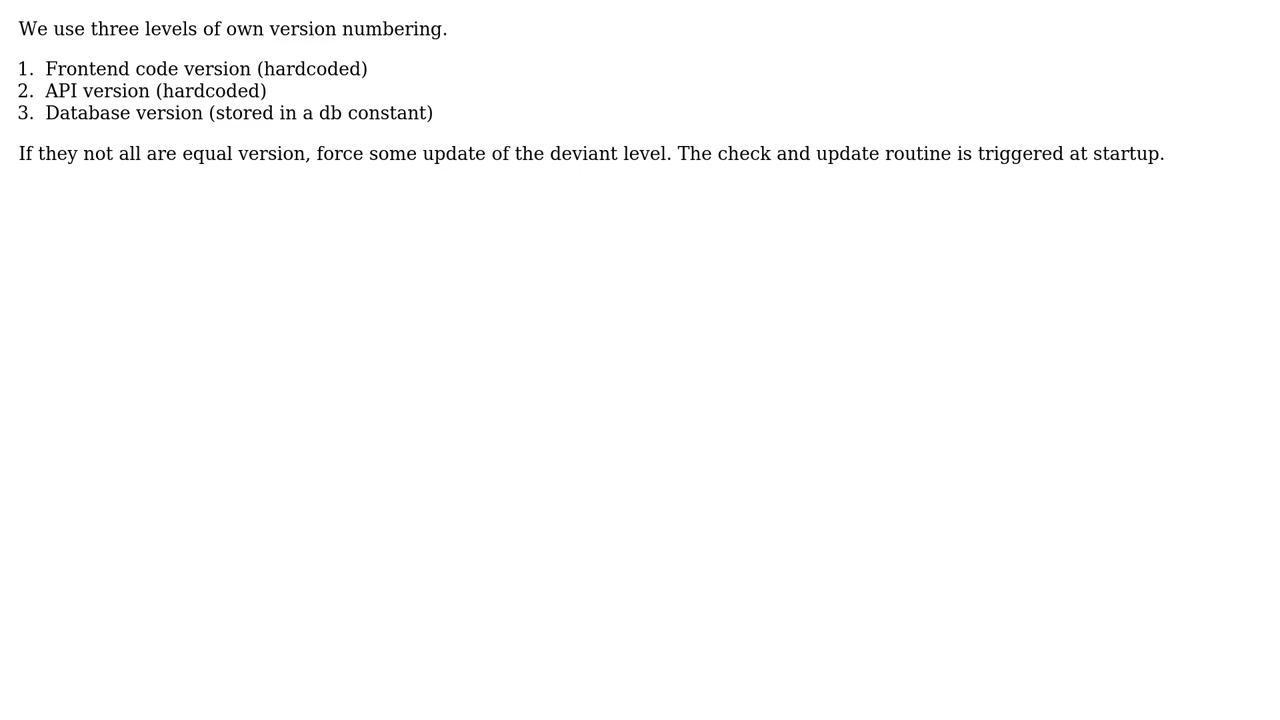 We use three levels of own version numbering.
1. Frontend code version (hardcoded)
2. API version (hardcoded)
3. Database version (stored in a db constant)
If they not all are equal version, force some update of the deviant level. The check and update routine is triggered at startup.